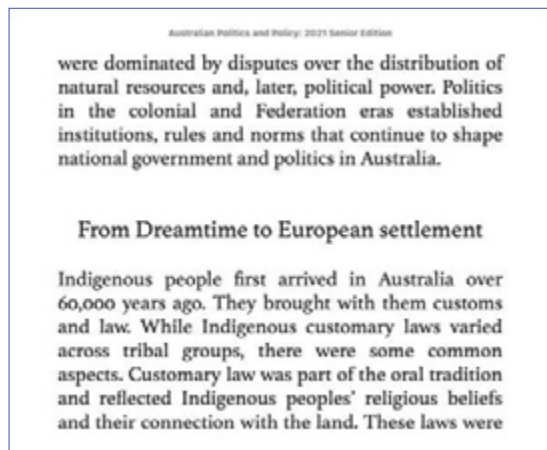 Australian Politics and Policy: 2021 Senior Edition
were dominated by disputes over the distribution of
natural resources and, later, political power. Politics
in the colonial and Federation eras established
institutions, rules and norms that continue to shape
national government and politics in Australia.
From Dreamtime to European settlement
Indigenous people first arrived in Australia over
60,000 years ago. They brought with them customs
and law. While Indigenous customary laws varied
across tribal groups, there were some common
aspects. Customary law was part of the oral tradition
and reflected Indigenous peoples’ religious beliefs
and their connection with the land. These laws were